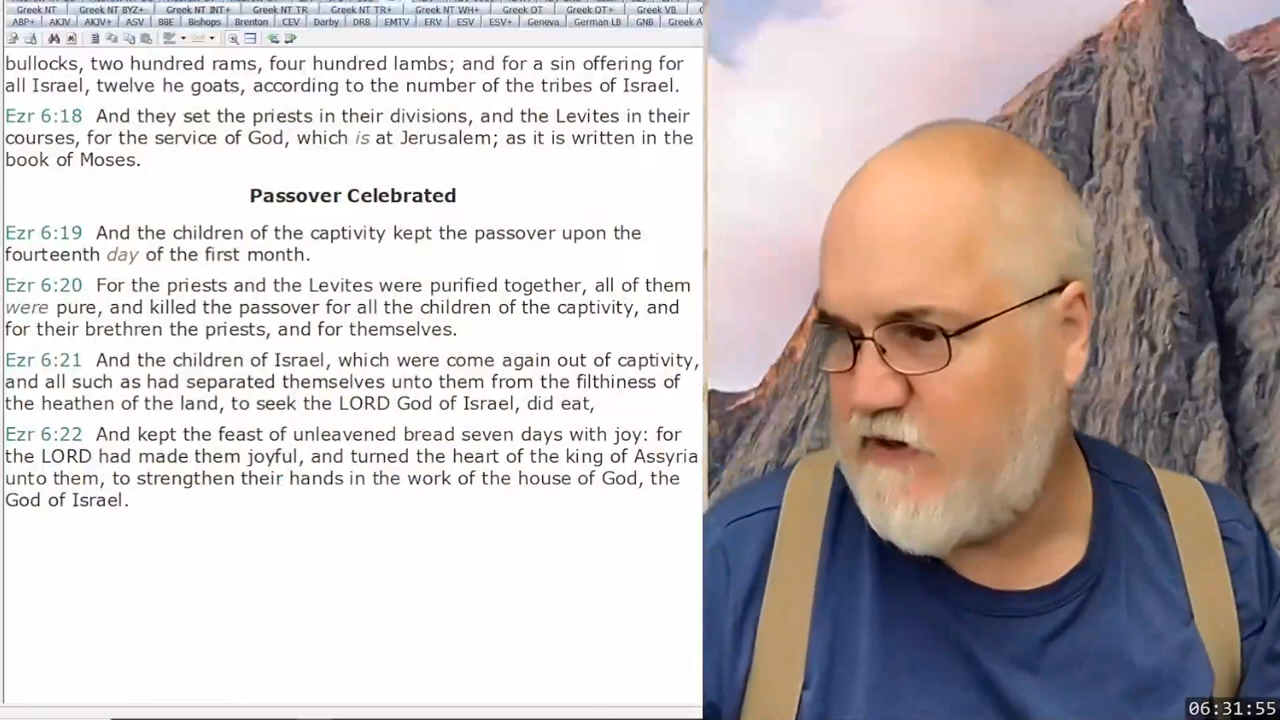 Greek NT Greek NT BYZ+ Greek NT INT+ Greek NT TR Greek NT TR+ Greek NT WH+ Greek OT Greek OT+ Greek VB
ABP+ AKJV AKJV+ ASV BBE Bishops Brenton CEV Darby DRB EMTV ERV ESV ESV+ Geneva German LB GNB Greek A
bullocks, two hundred rams, four hundred lambs; and for a sin offering for
all Israel, twelve he goats, according to the number of the tribes of Israel.
Ezr 6:18 And they set the priests in their divisions, and the Levites in their
courses, for the service of God, which is at Jerusalem; as it is written in the
book of Moses.
Passover Celebrated
Ezr 6:19 And the children of the captivity kept the passover upon the
fourteenth day of the first month.
Ezr 6:20 For the priests and the Levites were purified together, all of them
were pure, and killed the passover for all the children of the captivity, and
for their brethren the priests, and for themselves.
Ezr 6:21 And the children of Israel, which were come again out of captivity,
and all such as had separated themselves unto them from the filthiness of
the heathen of the land, to seek the LORD God of Israel, did eat,
Ezr 6:22 And kept the feast of unleavened bread seven days with joy: for
the LORD had made them joyful, and turned the heart of the king of Assyria
unto them, to strengthen their hands in the work of the house of God, the
God of Israel.
06:31:55